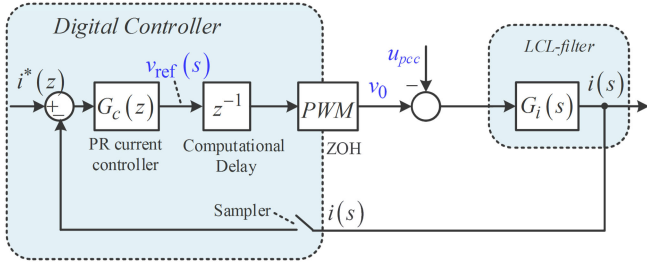 Digital Controller
LCL-filter
u_pcc
i*(z)
v_ref(s)
v_0
i(s)
+
−
−
G_c(z)
z^{-1}
PWM
G_i(s)
PR current
controller
Computational
Delay
ZOH
Sampler
i(s)